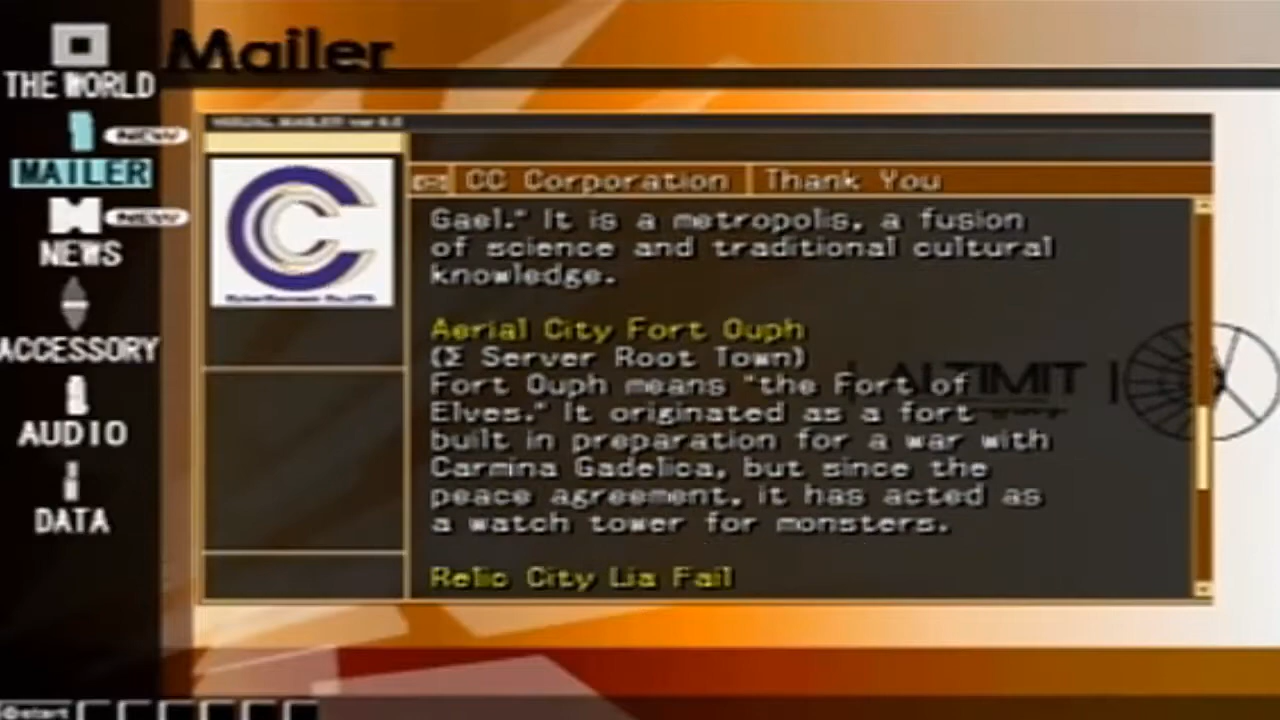 Mailer
THE WORLD
NEW
MAILER
NEW
NEWS
ACCESSORY
AUDIO
DATA
CC Corporation
Thank You
Gael." It is a metropolis, a fusion
of science and traditional cultural
knowledge.
Aerial City Fort Ouph
(Σ Server Root Town)
Fort Ouph means "the Fort of
Elves." It originated as a fort
built in preparation for a war with
Carmina Gadelica, but since the
peace agreement, it has acted as
a watch tower for monsters.
Relic City Lia Fail
ALTIMIT
start